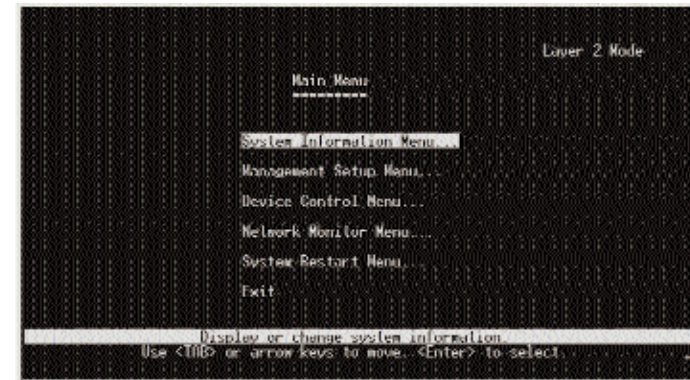 Layer 2 Mode
Main Menu
=========
System Information Menu...
Management Setup Menu...
Device Control Menu...
Network Monitor Menu...
System Restart Menu...
Exit
Display or change system information.
Use <TAB> or arrow keys to move. <Enter> to select.